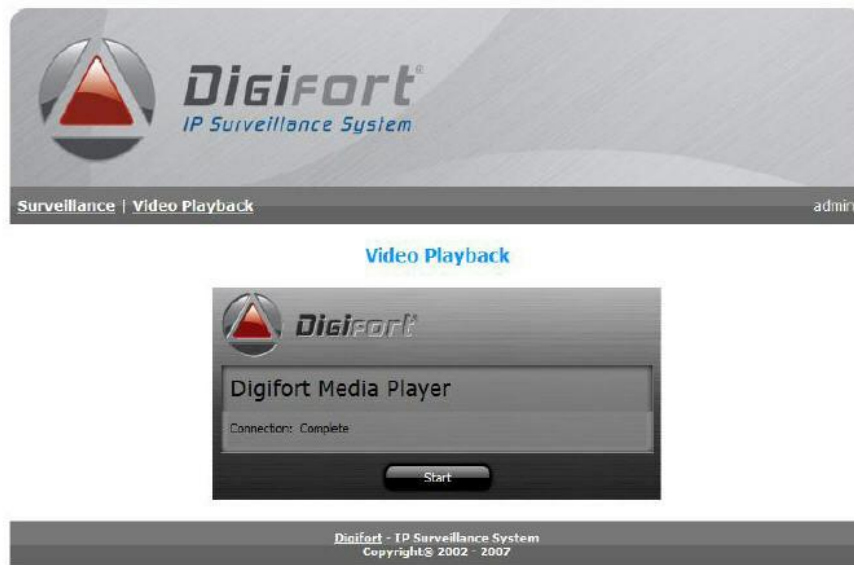 Digifort®
IP Surveillance System
Surveillance | Video Playback
admin
Video Playback
Digifort®
Digifort Media Player
Connection: Complete
Start
Digifort - IP Surveillance System
Copyright® 2002 - 2007